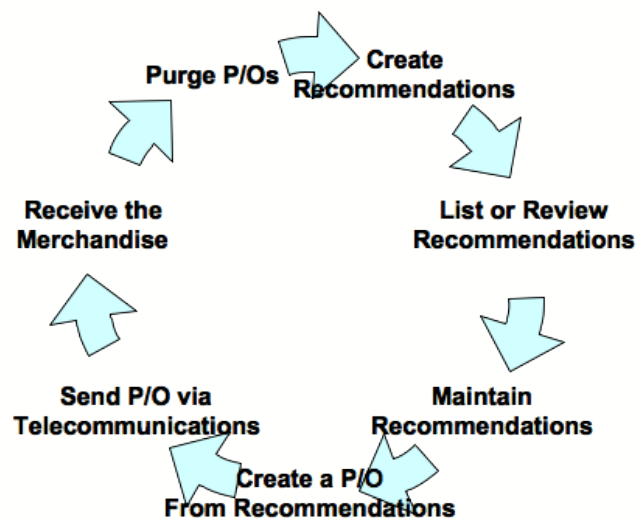 Create
Recommendations
List or Review
Recommendations
Maintain
Recommendations
Create a P/O
From Recommendations
Send P/O via
Telecommunications
Receive the
Merchandise
Purge P/Os